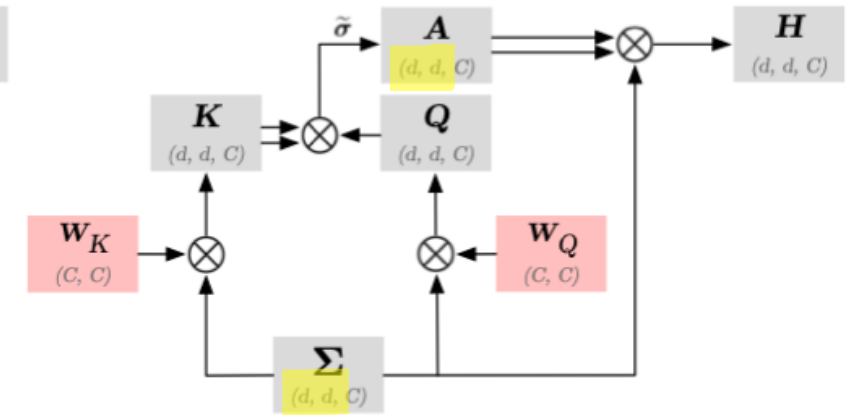 σ̃
A
(d, d, C)
H
(d, d, C)
K
(d, d, C)
Q
(d, d, C)
W_K
(C, C)
W_Q
(C, C)
Σ
(d, d, C)